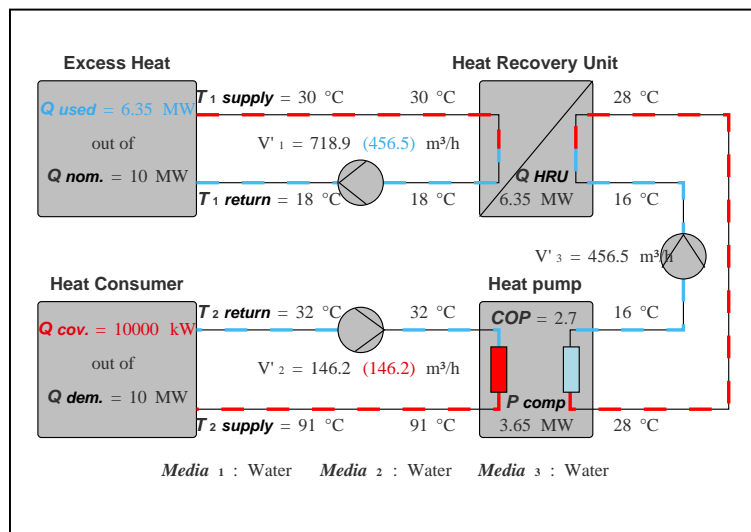 Excess Heat
Heat Recovery Unit
Q used = 6.35 MW
out of
Q nom. = 10 MW
T 1 supply = 30 °C
30 °C
28 °C
V' 1 = 718.9 (456.5) m³/h
Q HRU
6.35 MW
T 1 return = 18 °C
18 °C
16 °C
V' 3 = 456.5 m³/h
Heat Consumer
Heat pump
Q cov. = 10000 kW
out of
Q dem. = 10 MW
T 2 return = 32 °C
32 °C
COP = 2.7
16 °C
V' 2 = 146.2 (146.2) m³/h
P comp
3.65 MW
T 2 supply = 91 °C
91 °C
28 °C
Media 1 : Water Media 2 : Water Media 3 : Water